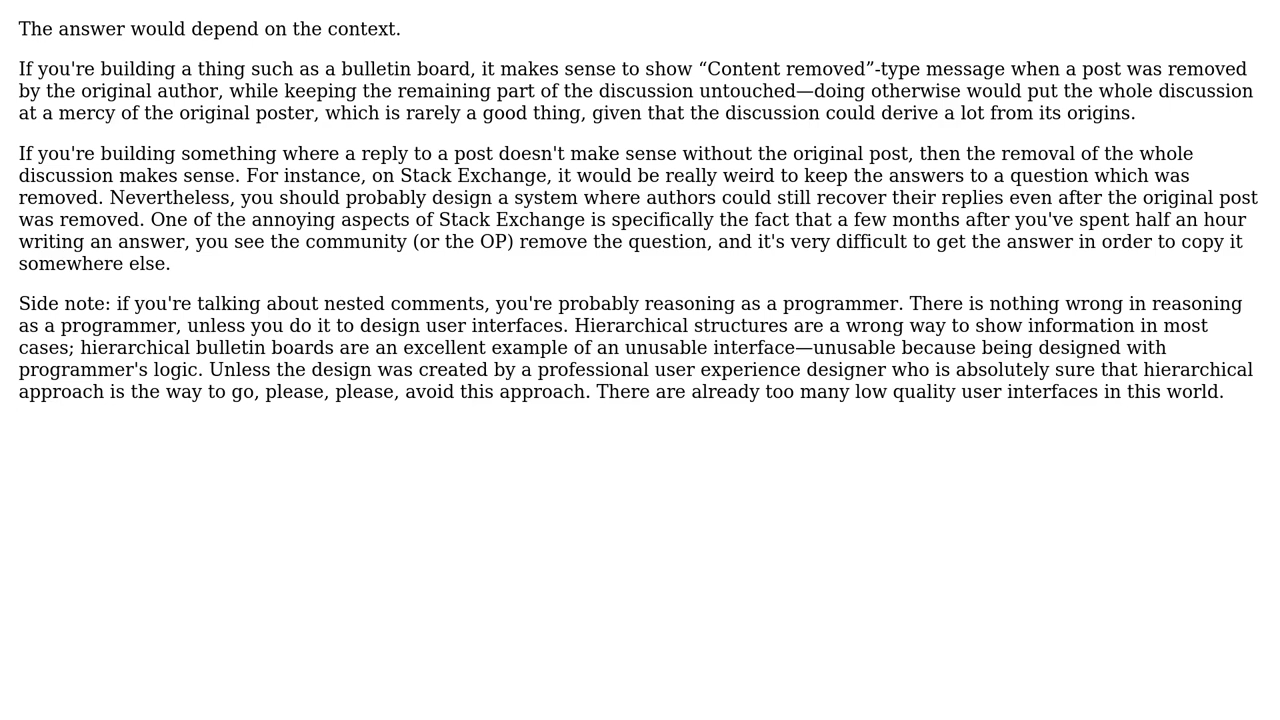 The answer would depend on the context.
If you're building a thing such as a bulletin board, it makes sense to show “Content removed”-type message when a post was removed
by the original author, while keeping the remaining part of the discussion untouched—doing otherwise would put the whole discussion
at a mercy of the original poster, which is rarely a good thing, given that the discussion could derive a lot from its origins.
If you're building something where a reply to a post doesn't make sense without the original post, then the removal of the whole
discussion makes sense. For instance, on Stack Exchange, it would be really weird to keep the answers to a question which was
removed. Nevertheless, you should probably design a system where authors could still recover their replies even after the original post
was removed. One of the annoying aspects of Stack Exchange is specifically the fact that a few months after you've spent half an hour
writing an answer, you see the community (or the OP) remove the question, and it's very difficult to get the answer in order to copy it
somewhere else.
Side note: if you're talking about nested comments, you're probably reasoning as a programmer. There is nothing wrong in reasoning
as a programmer, unless you do it to design user interfaces. Hierarchical structures are a wrong way to show information in most
cases; hierarchical bulletin boards are an excellent example of an unusable interface—unusable because being designed with
programmer's logic. Unless the design was created by a professional user experience designer who is absolutely sure that hierarchical
approach is the way to go, please, please, avoid this approach. There are already too many low quality user interfaces in this world.